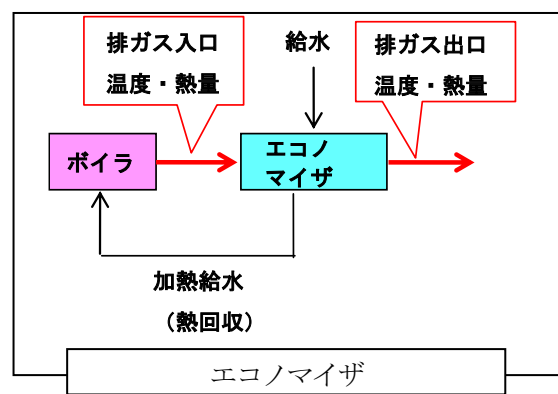 排ガス入口
温度・熱量
給水
排ガス出口
温度・熱量
ボイラ
エコノ
マイザ
加熱給水
（熱回収）
エコノマイザ